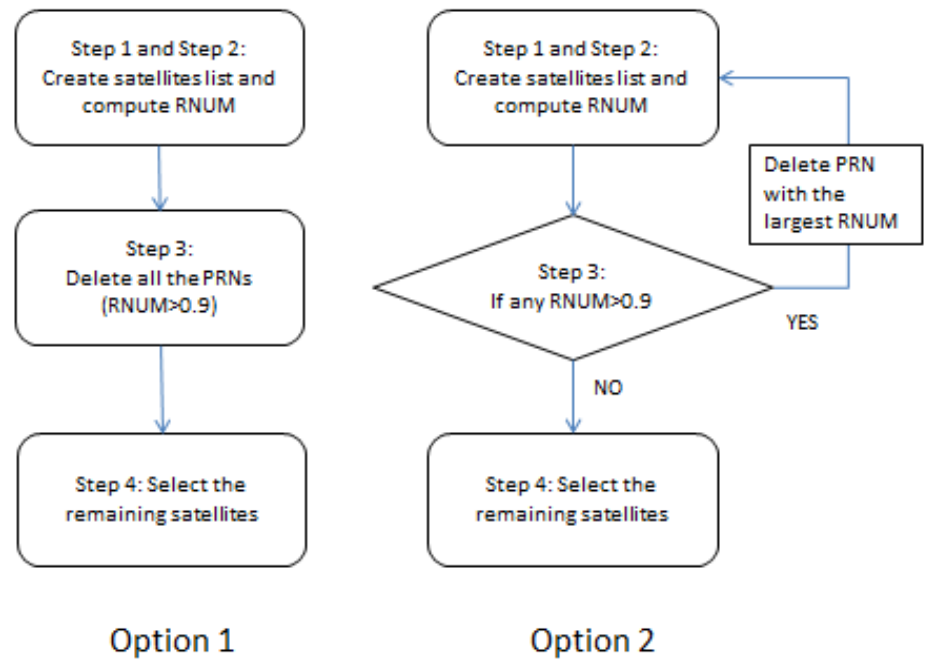 Step 1 and Step 2:
Create satellites list and
compute RNUM
Step 3:
Delete all the PRNs
(RNUM>0.9)
Step 4: Select the
remaining satellites
Option 1
Step 1 and Step 2:
Create satellites list and
compute RNUM
Delete PRN
with the
largest RNUM
Step 3:
If any RNUM>0.9
YES
NO
Step 4: Select the
remaining satellites
Option 2